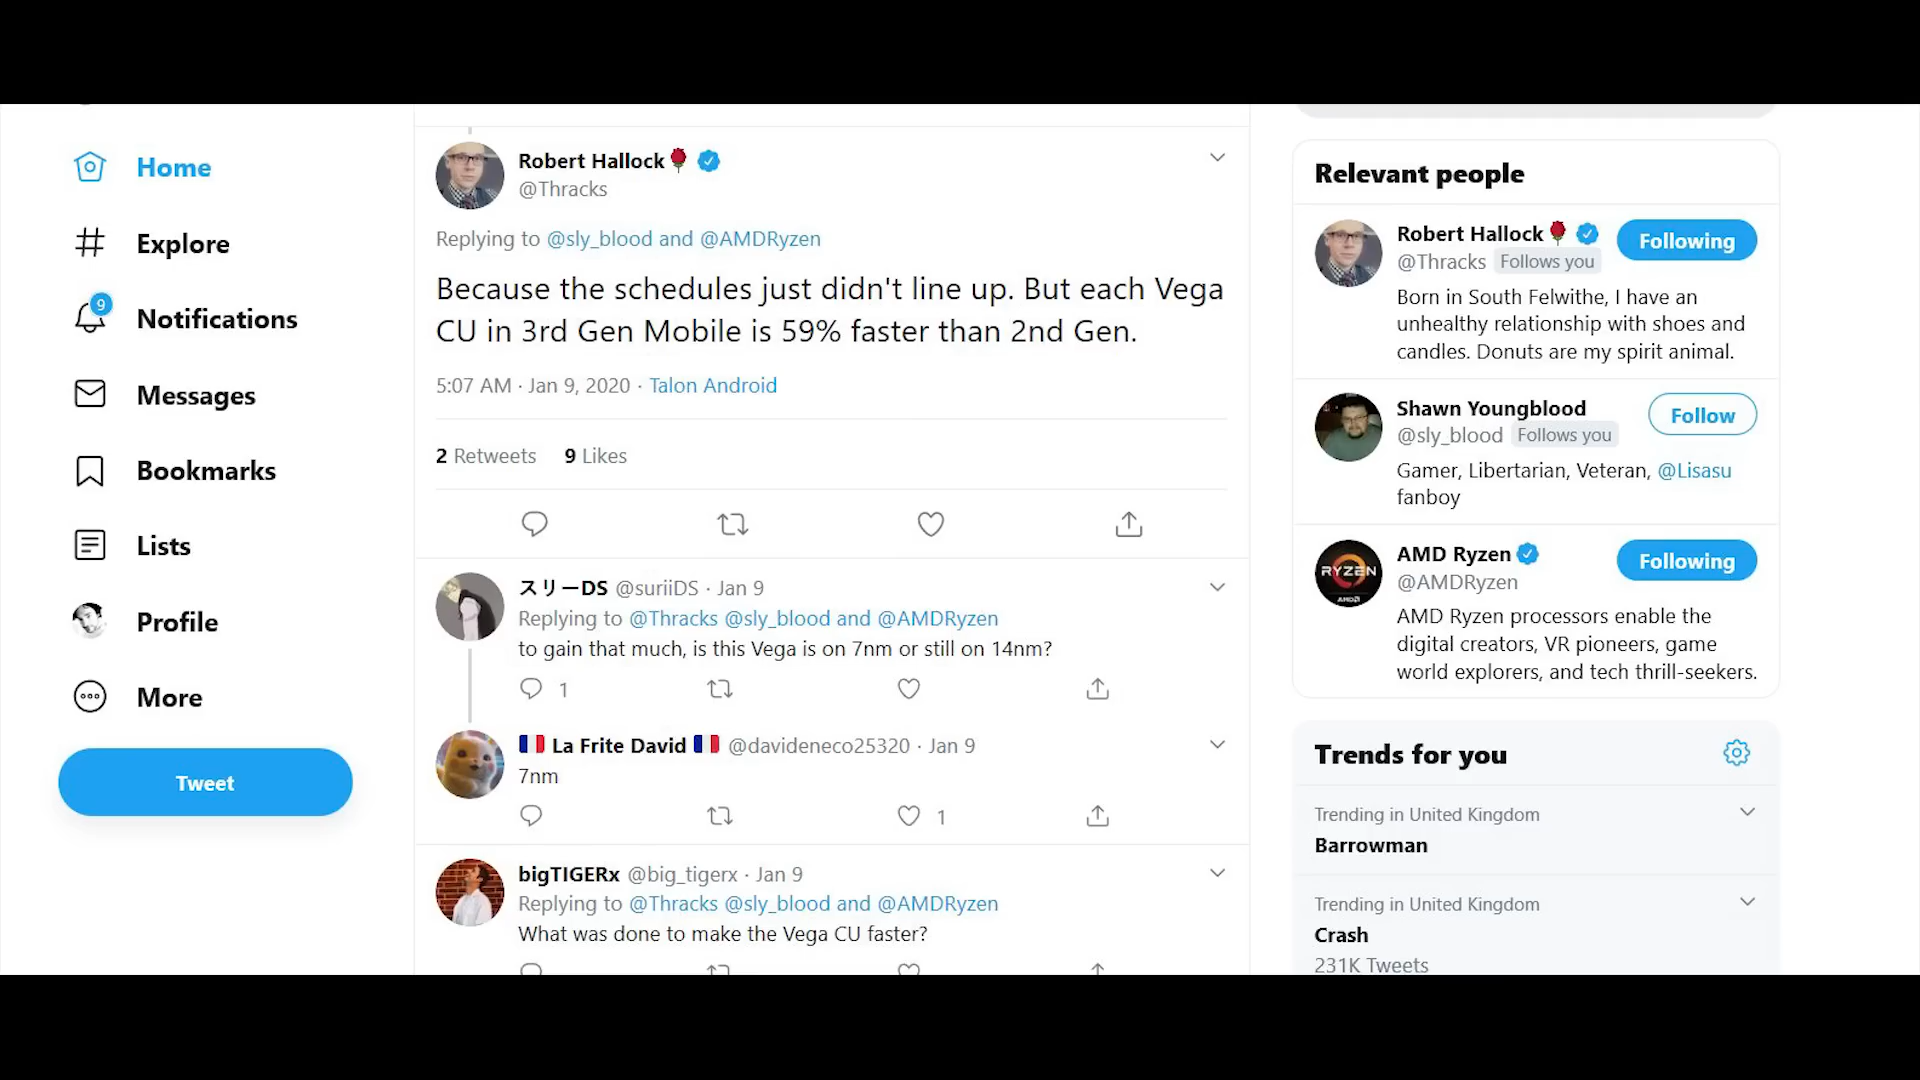 Home
Explore
9
Notifications
Messages
Bookmarks
Lists
Profile
More
Tweet
Robert Hallock
@Thracks
Replying to @sly_blood and @AMDRyzen
Because the schedules just didn't line up. But each Vega
CU in 3rd Gen Mobile is 59% faster than 2nd Gen.
5:07 AM · Jan 9, 2020 · Talon Android
2 Retweets 9 Likes
スリーDS @suriiDS · Jan 9
Replying to @Thracks @sly_blood and @AMDRyzen
to gain that much, is this Vega is on 7nm or still on 14nm?
1
La Frite David @davideneco25320 · Jan 9
7nm
1
bigTIGERx @big_tigerx · Jan 9
Replying to @Thracks @sly_blood and @AMDRyzen
What was done to make the Vega CU faster?
Relevant people
Robert Hallock
Following
@Thracks Follows you
Born in South Felwithe, I have an
unhealthy relationship with shoes and
candles. Donuts are my spirit animal.
Shawn Youngblood
Follow
@sly_blood Follows you
Gamer, Libertarian, Veteran, @Lisasu
fanboy
RYZEN
AMD
AMD Ryzen
Following
@AMDRyzen
AMD Ryzen processors enable the
digital creators, VR pioneers, game
world explorers, and tech thrill-seekers.
Trends for you
Trending in United Kingdom
Barrowman
Trending in United Kingdom
Crash
231K Tweets